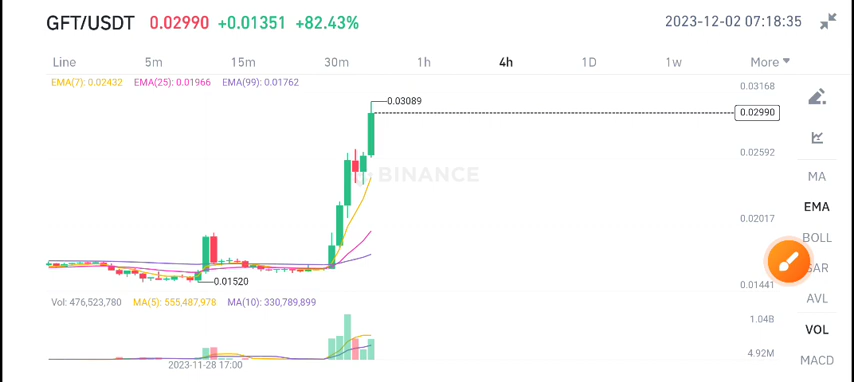 GFT/USDT 0.02990 +0.01351 +82.43% 2023-12-02 07:18:35
Line 5m 15m 30m 1h 4h 1D 1w More
EMA(7): 0.02432 EMA(25): 0.01966 EMA(99): 0.01762
0.03168
0.03089
0.02990
0.02592
BINANCE
MA
EMA
0.02017
BOLL
SAR
0.01520
0.01441
AVL
Vol: 476,523,780 MA(5): 555,487,978 MA(10): 330,789,899
1.04B
VOL
4.92M
MACD
2023-11-28 17:00